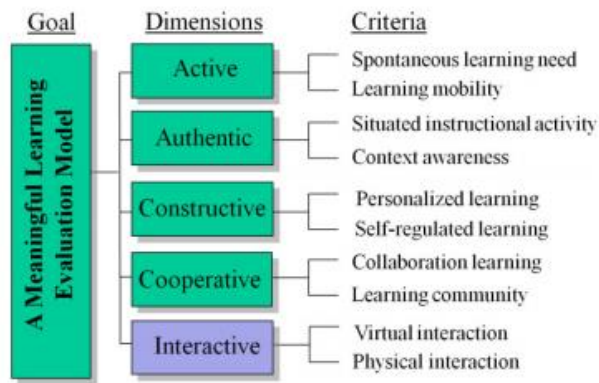 Goal
Dimensions
Criteria
A Meaningful Learning
Evaluation Model
Active
Spontaneous learning need
Learning mobility
Authentic
Situated instructional activity
Context awareness
Constructive
Personalized learning
Self-regulated learning
Cooperative
Collaboration learning
Learning community
Interactive
Virtual interaction
Physical interaction